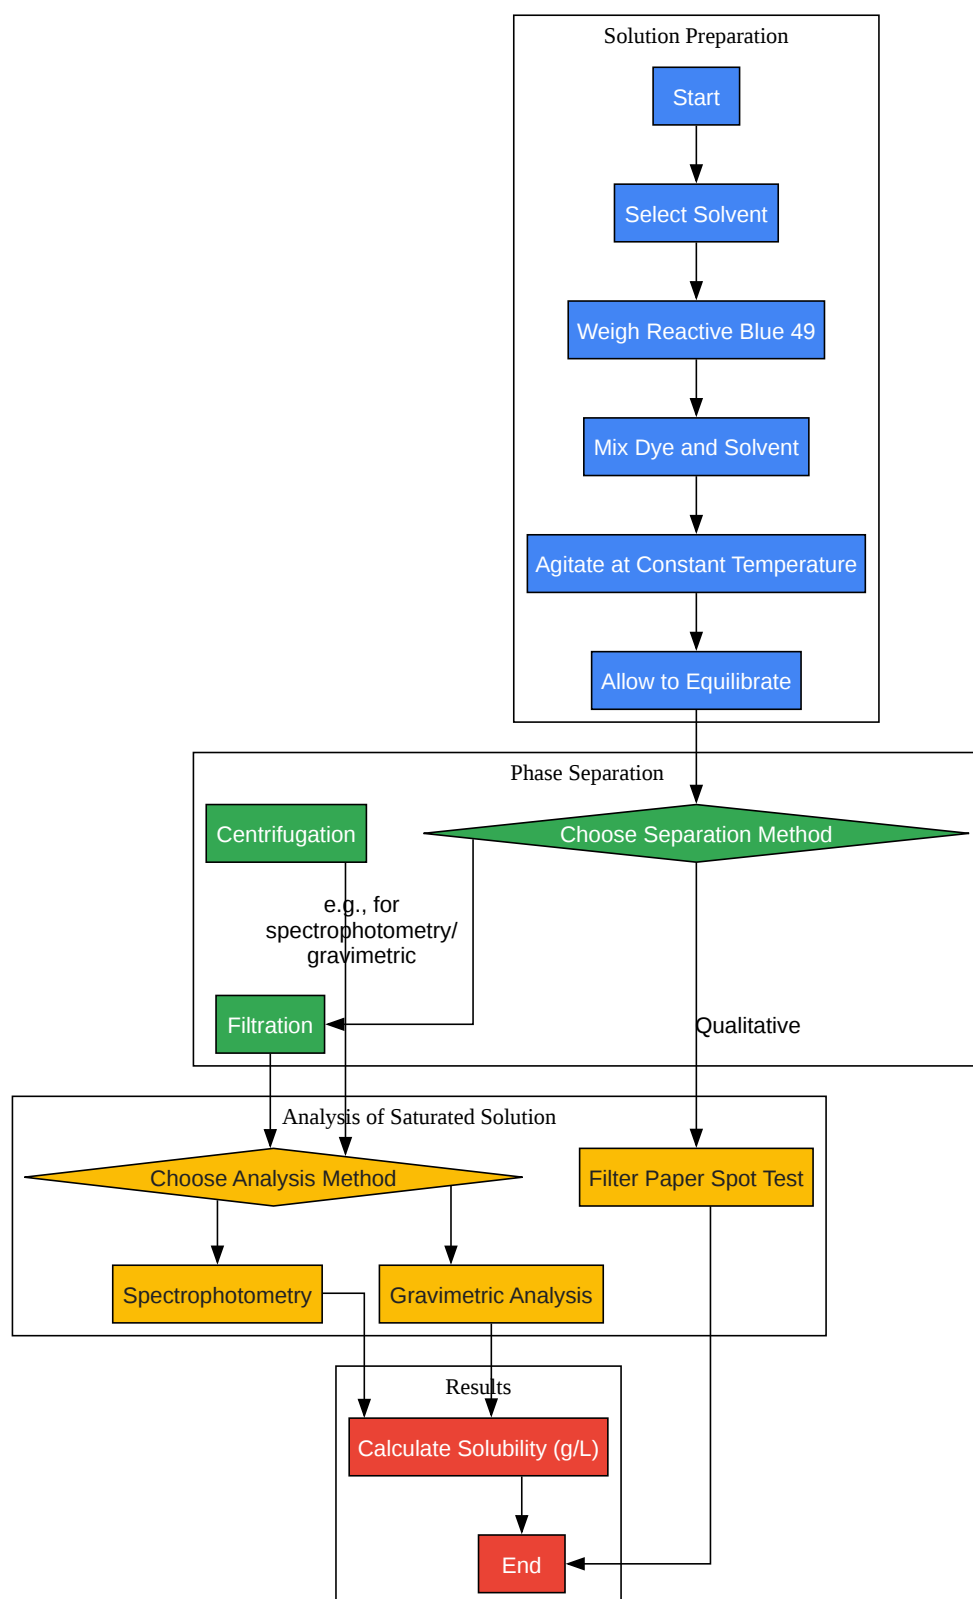 Solution Preparation
Start
Select Solvent
Weigh Reactive Blue 49
Mix Dye and Solvent
Agitate at Constant Temperature
Allow to Equilibrate
Phase Separation
Centrifugation
Choose Separation Method
e.g., for
spectrophotometry/
gravimetric
Filtration
Qualitative
Analysis of Saturated Solution
Choose Analysis Method
Filter Paper Spot Test
Spectrophotometry
Gravimetric Analysis
Results
Calculate Solubility (g/L)
End